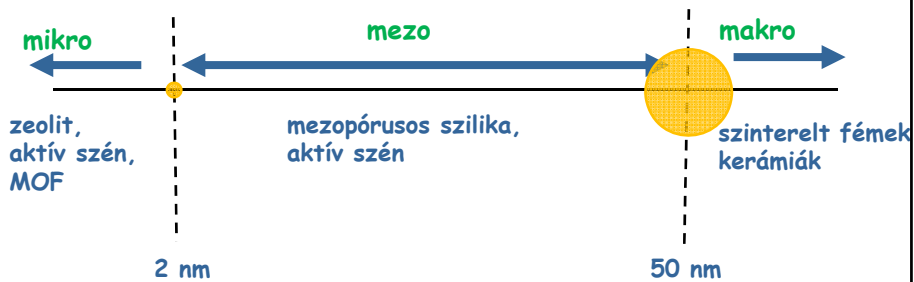 mikro
mezo
makro
zeolit,
aktív szén,
MOF
mezopórusos szilika,
aktív szén
szinterelt fémek
kerámiák
2 nm
50 nm